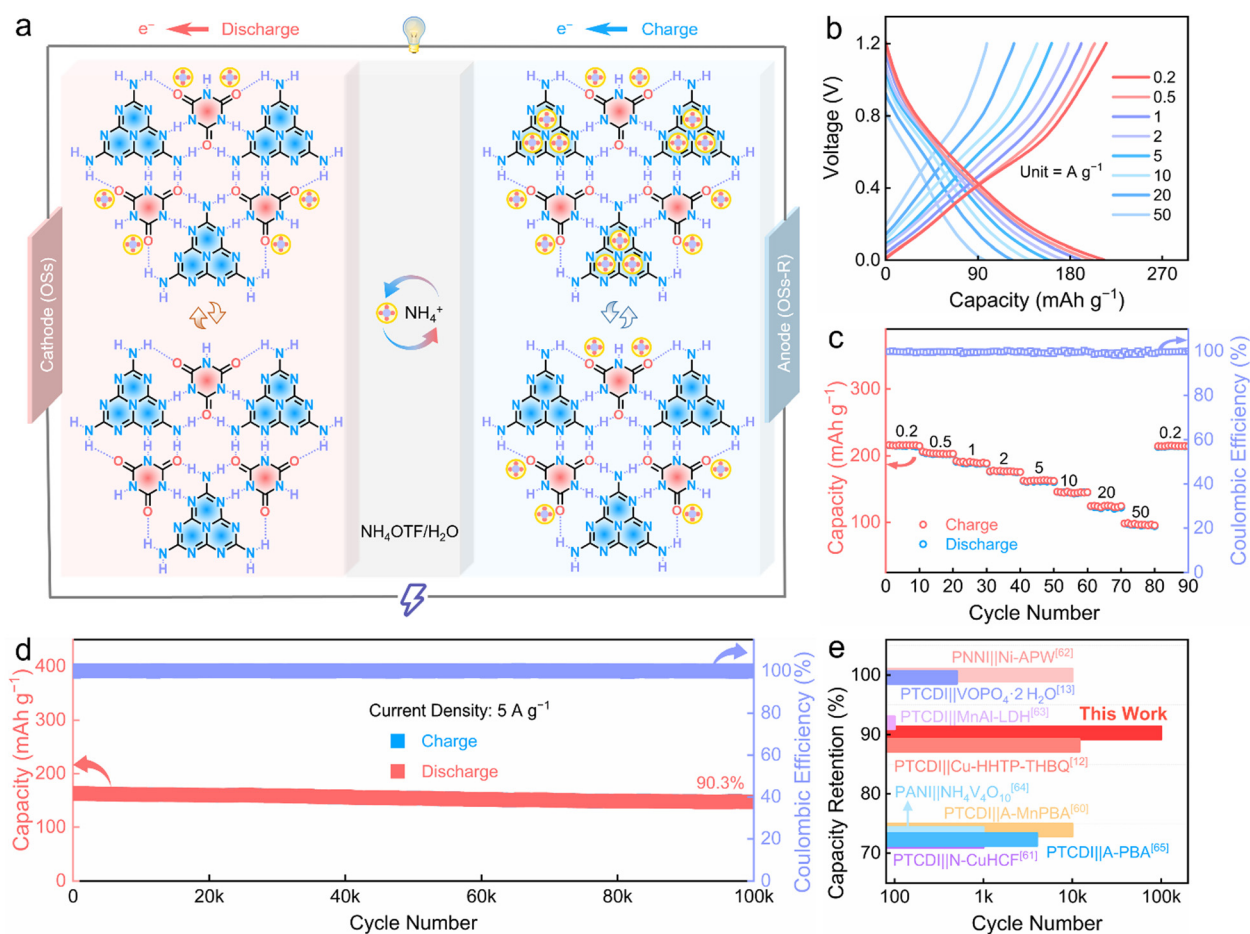 a
e⁻ Discharge
e⁻ Charge
Cathode (OSs)
NH₄⁺
NH₄OTF/H₂O
Anode (OSs-R)
b
Voltage (V)
1.2
0.8
0.4
0.0
0 90 180 270
Capacity (mAh g⁻¹)
0.2
0.5
1
2
5
10
20
50
Unit = A g⁻¹
c
Capacity (mAh g⁻¹)
300
200
100
0.2 0.5 1 2 5 10 20 50 0.2
Charge
Discharge
100
80
60
40
20
0
Coulombic Efficiency (%)
0 10 20 30 40 50 60 70 80 90
Cycle Number
d
Capacity (mAh g⁻¹)
400
300
200
100
0
Current Density: 5 A g⁻¹
Charge
Discharge
90.3%
100
80
60
40
20
0
Coulombic Efficiency (%)
0 20k 40k 60k 80k 100k
Cycle Number
e
Capacity Retention (%)
100
90
80
70
PNNI||Ni-APW[62]
PTCDI||VOPO₄·2 H₂O[13]
PTCDI||MnAl-LDH[63]
This Work
PTCDI||Cu-HHTP-THBQ[12]
PANI||NH₄V₄O₁₀[64]
PTCDI||A-MnPBA[60]
PTCDI||N-CuHCF[61]
PTCDI||A-PBA[65]
100 1k 10k 100k
Cycle Number